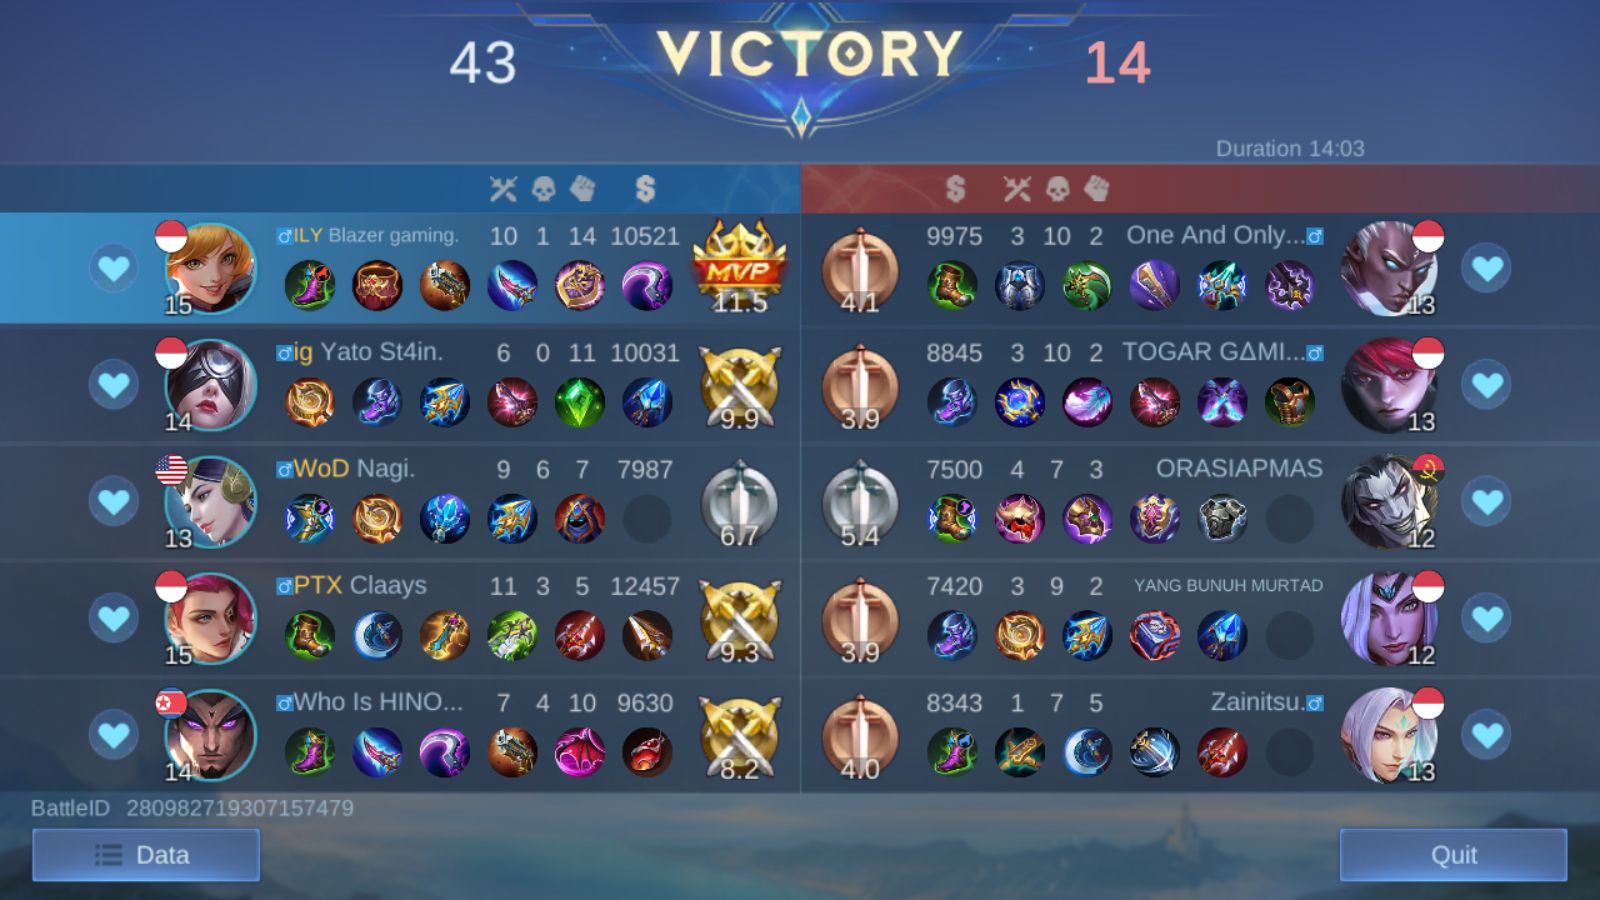 43 VICTORY 14
Duration 14:03
ILY Blazer gaming. 10 1 14 10521 MVP 11.5
15
4.1 9975 3 10 2 One And Only...
13
ig Yato St4in. 6 0 11 10031 9.9
14
3.9 8845 3 10 2 TOGAR GΔMI...
13
WoD Nagi. 9 6 7 7987 6.7
13
5.4 7500 4 7 3 ORASIAPMAS
12
PTX Claays 11 3 5 12457 9.3
15
3.9 7420 3 9 2 YANG BUNUH MURTAD
12
Who Is HINO... 7 4 10 9630 8.2
14
4.0 8343 1 7 5 Zainitsu.
13
BattleID 280982719307157479
Data
Quit